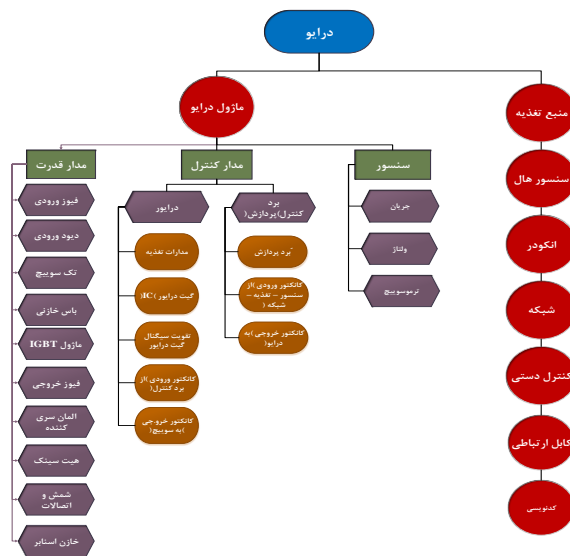 درایو
ماژول درایو
منبع تغذیه
سنسور هال
انکودر
شبکه
کنترل دستی
کابل ارتباطی
کدنویسی
سنسور
جریان
ولتاژ
ترموسوییچ
مدار کنترل
برد
کنترل)پردازش(
ًبرد پردازش
کانکتور ورودی )از
سنسور – تغذیه –
شبکه (
کانکتور خروجی )به
درایو(
درایور
مدارات تغذیه
گیت درایور )IC(
تقویت سیگنال
گیت درایور
کانکتور ورودی )از
برد کنترل(
کانکتور خروجی
)به سوییچ(
مدار قدرت
فیوز ورودی
دیود ورودی
تک سوییچ
باس خازنی
ماژول IGBT
فیوز خروجی
المان سری
کننده
هیت سینک
شمش و
اتصالات
خازن اسنابر